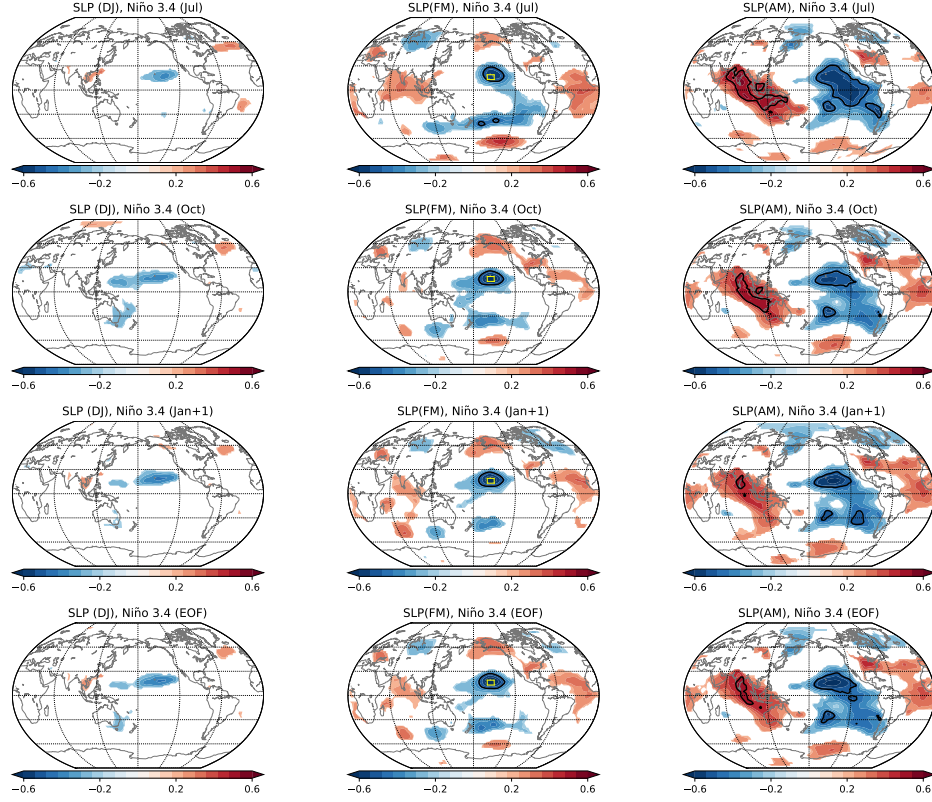 SLP (DJ), Niño 3.4 (Jul) SLP(FM), Niño 3.4 (Jul) SLP(AM), Niño 3.4 (Jul)
−0.6 −0.2 0.2 0.6 −0.6 −0.2 0.2 0.6 −0.6 −0.2 0.2 0.6
SLP (DJ), Niño 3.4 (Oct) SLP(FM), Niño 3.4 (Oct) SLP(AM), Niño 3.4 (Oct)
−0.6 −0.2 0.2 0.6 −0.6 −0.2 0.2 0.6 −0.6 −0.2 0.2 0.6
SLP (DJ), Niño 3.4 (Jan+1) SLP(FM), Niño 3.4 (Jan+1) SLP(AM), Niño 3.4 (Jan+1)
−0.6 −0.2 0.2 0.6 −0.6 −0.2 0.2 0.6 −0.6 −0.2 0.2 0.6
SLP (DJ), Niño 3.4 (EOF) SLP(FM), Niño 3.4 (EOF) SLP(AM), Niño 3.4 (EOF)
−0.6 −0.2 0.2 0.6 −0.6 −0.2 0.2 0.6 −0.6 −0.2 0.2 0.6